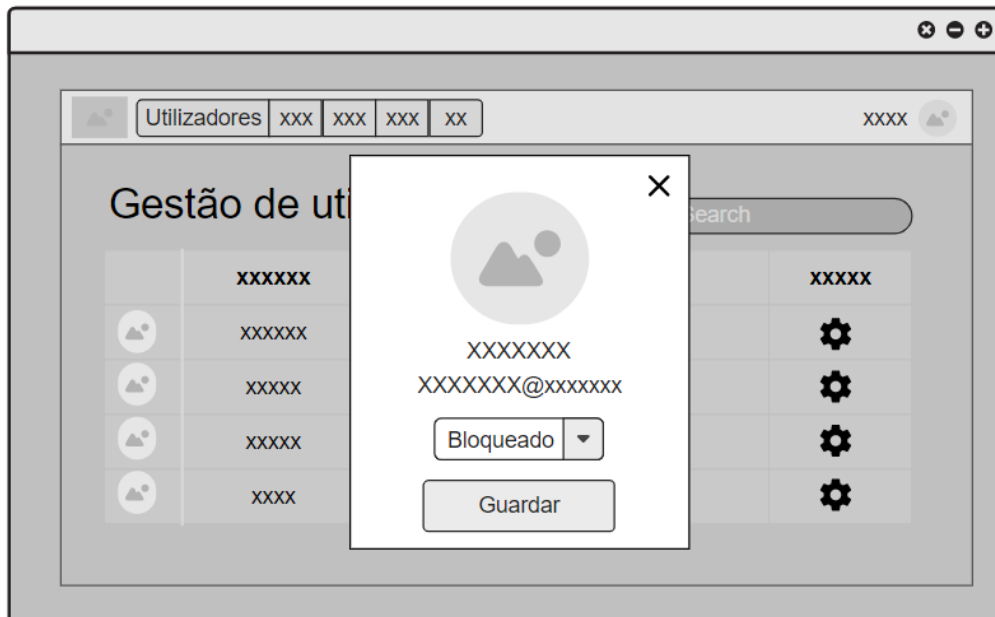 Utilizadores xxx xxx xxx xx xxxx
Gestão de uti
Search
xxxxxx xxxxx
xxxxxx
xxxxx
xxxxx
xxxx
XXXXXXX
XXXXXXX@xxxxxxx
Bloqueado
Guardar